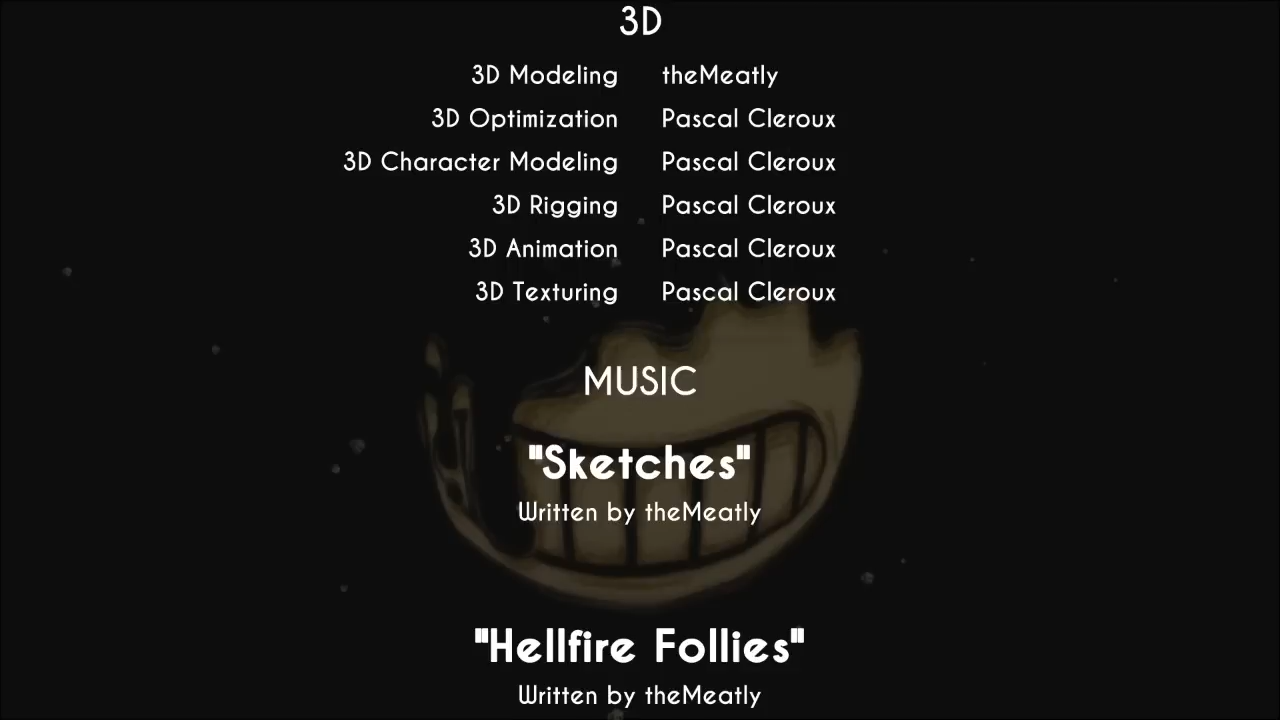 3D
3D Modeling theMeatly
3D Optimization Pascal Cleroux
3D Character Modeling Pascal Cleroux
3D Rigging Pascal Cleroux
3D Animation Pascal Cleroux
3D Texturing Pascal Cleroux
MUSIC
"Sketches"
Written by theMeatly
"Hellfire Follies"
Written by theMeatly